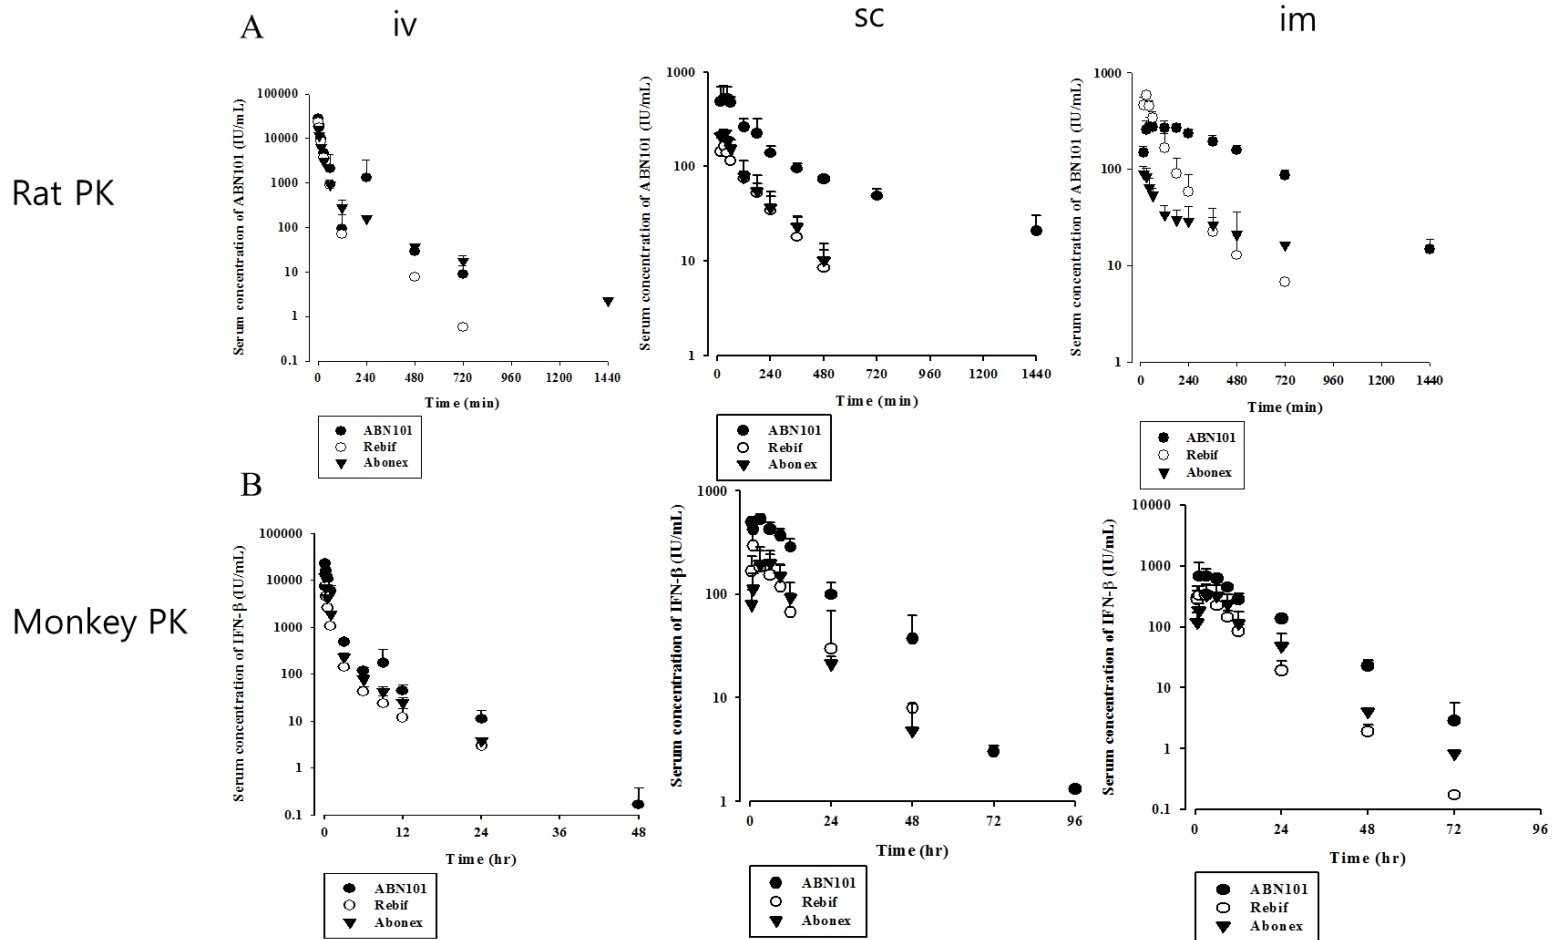 A
iv
sc
im
Rat PK
Serum concentration of ABN101 (IU/mL)
100000
10000
1000
100
10
1
0.1
0 240 480 720 960 1200 1440
Time (min)
ABN101
Rebif
Abonex
Serum concentration of ABN101 (IU/mL)
1000
100
10
1
0 240 480 720 960 1200 1440
Time (min)
ABN101
Rebif
Abonex
Serum concentration of ABN101 (IU/mL)
1000
100
10
1
0 240 480 720 960 1200 1440
Time (min)
ABN101
Rebif
Abonex
B
Monkey PK
Serum concentration of IFN-β (IU/mL)
100000
10000
1000
100
10
1
0.1
0 12 24 36 48
Time (hr)
ABN101
Rebif
Abonex
Serum concentration of IFN-β (IU/mL)
1000
100
10
1
0 24 48 72 96
Time (hr)
ABN101
Rebif
Abonex
Serum concentration of IFN-β (IU/mL)
10000
1000
100
10
1
0.1
0 24 48 72 96
Time (hr)
ABN101
Rebif
Abonex